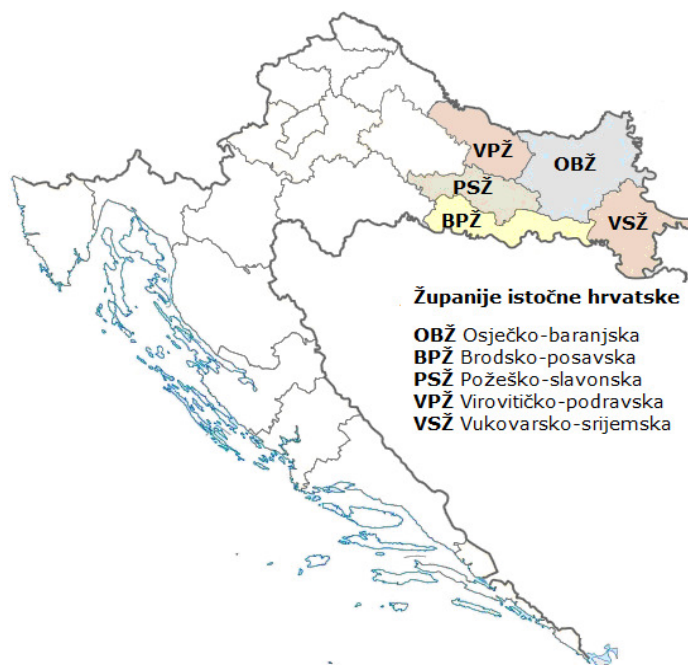 VPŽ
OBŽ
PSŽ
BPŽ
VSŽ
Županije istočne hrvatske
OBŽ Osječko-baranjska
BPŽ Brodsko-posavska
PSŽ Požeško-slavonska
VPŽ Virovitičko-podravska
VSŽ Vukovarsko-srijemska